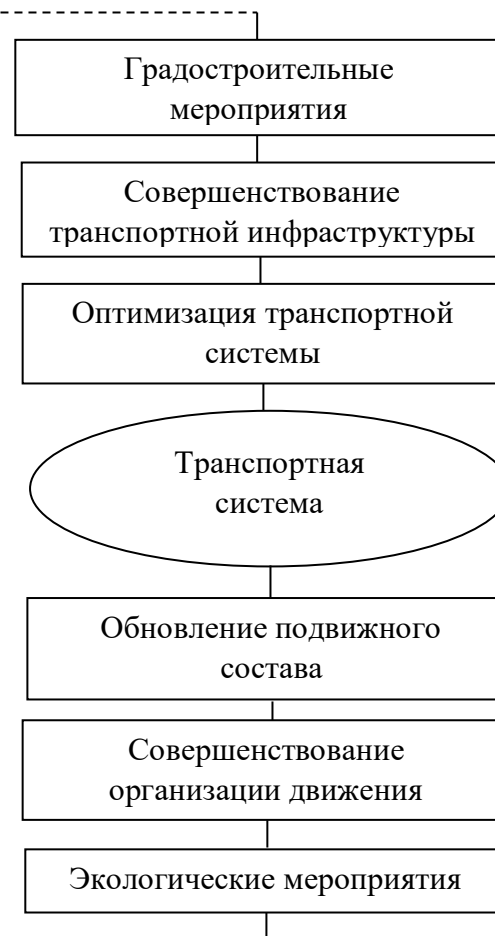 Градостроительные
мероприятия
Совершенствование
транспортной инфраструктуры
Оптимизация транспортной
системы
Транспортная
система
Обновление подвижного
состава
Совершенствование
организации движения
Экологические мероприятия